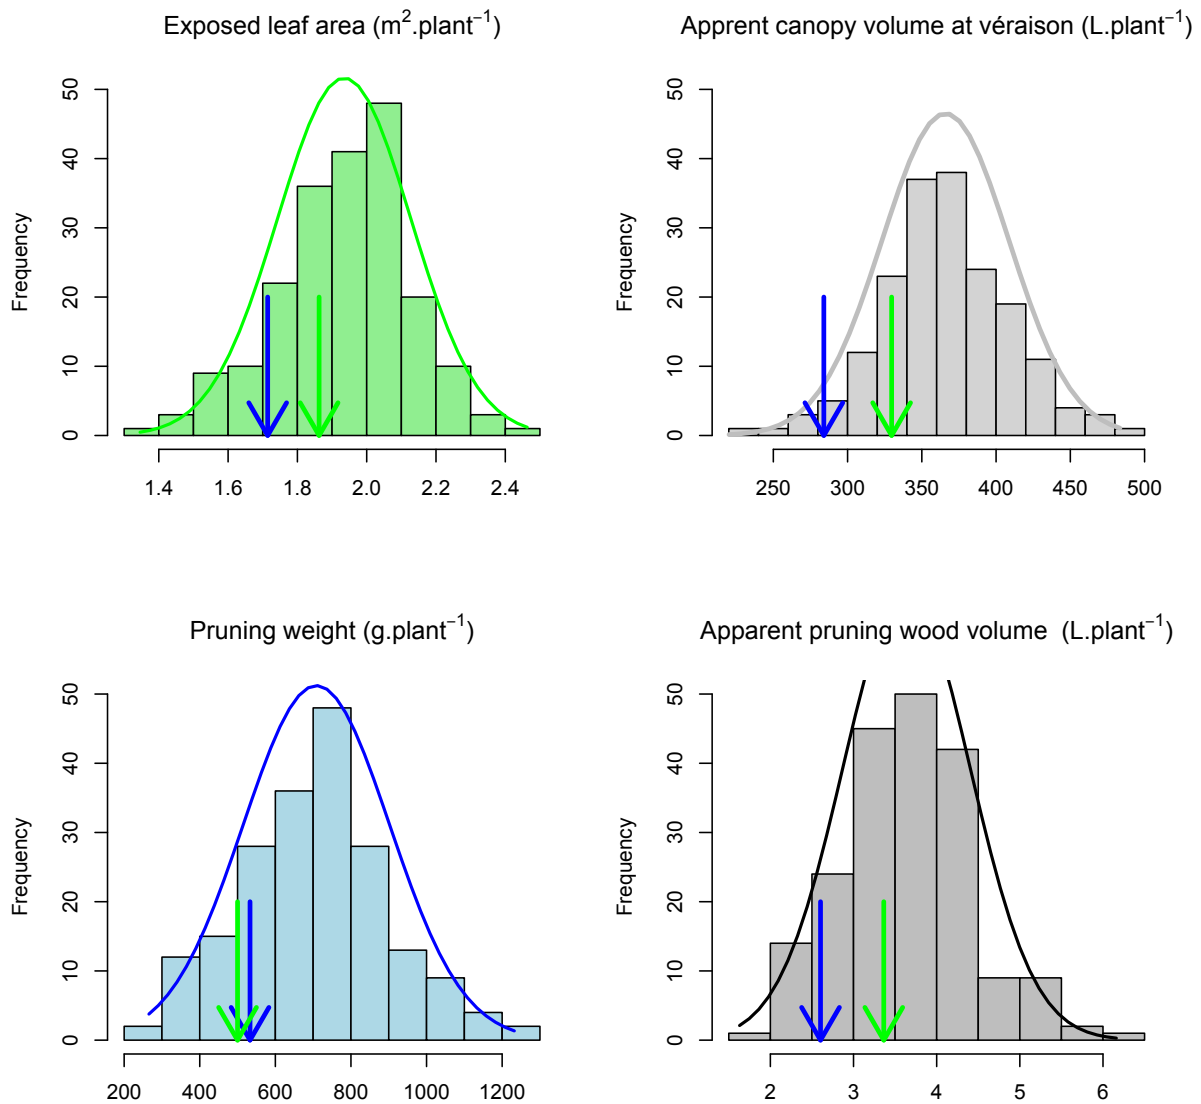 Exposed leaf area (m².plant⁻¹)
Frequency
0 10 20 30 40 50
1.4 1.6 1.8 2.0 2.2 2.4
Apprent canopy volume at véraison (L.plant⁻¹)
Frequency
0 10 20 30 40 50
250 300 350 400 450 500
Pruning weight (g.plant⁻¹)
Frequency
0 10 20 30 40 50
200 400 600 800 1000 1200
Apparent pruning wood volume (L.plant⁻¹)
Frequency
0 10 20 30 40 50
2 3 4 5 6